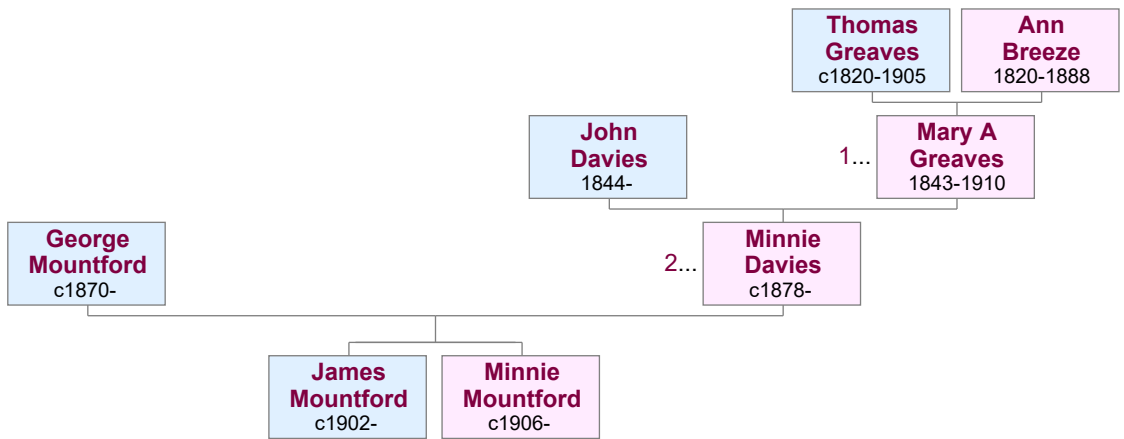 Thomas
Greaves
c1820-1905
Ann
Breeze
1820-1888
John
Davies
1844-
1...
Mary A
Greaves
1843-1910
George
Mountford
c1870-
2...
Minnie
Davies
c1878-
James
Mountford
c1902-
Minnie
Mountford
c1906-